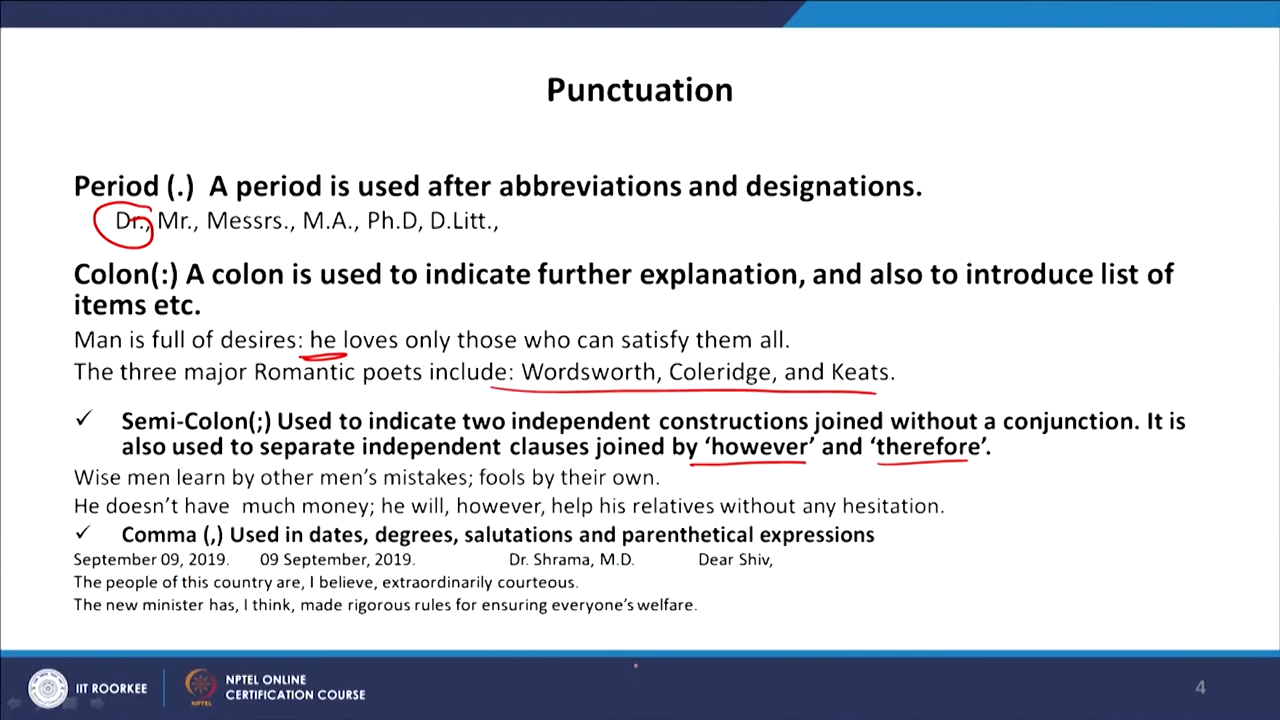 Punctuation
Period (.) A period is used after abbreviations and designations.
Dr., Mr., Messrs., M.A., Ph.D, D.Litt.,
Colon(:) A colon is used to indicate further explanation, and also to introduce list of
items etc.
Man is full of desires: he loves only those who can satisfy them all.
The three major Romantic poets include: Wordsworth, Coleridge, and Keats.
✓ Semi-Colon(;) Used to indicate two independent constructions joined without a conjunction. It is
also used to separate independent clauses joined by ‘however’ and ‘therefore’.
Wise men learn by other men’s mistakes; fools by their own.
He doesn’t have much money; he will, however, help his relatives without any hesitation.
✓ Comma (,) Used in dates, degrees, salutations and parenthetical expressions
September 09, 2019. 09 September, 2019. Dr. Shrama, M.D. Dear Shiv,
The people of this country are, I believe, extraordinarily courteous.
The new minister has, I think, made rigorous rules for ensuring everyone’s welfare.
IIT ROORKEE
NPTEL
NPTEL ONLINE
CERTIFICATION COURSE
4